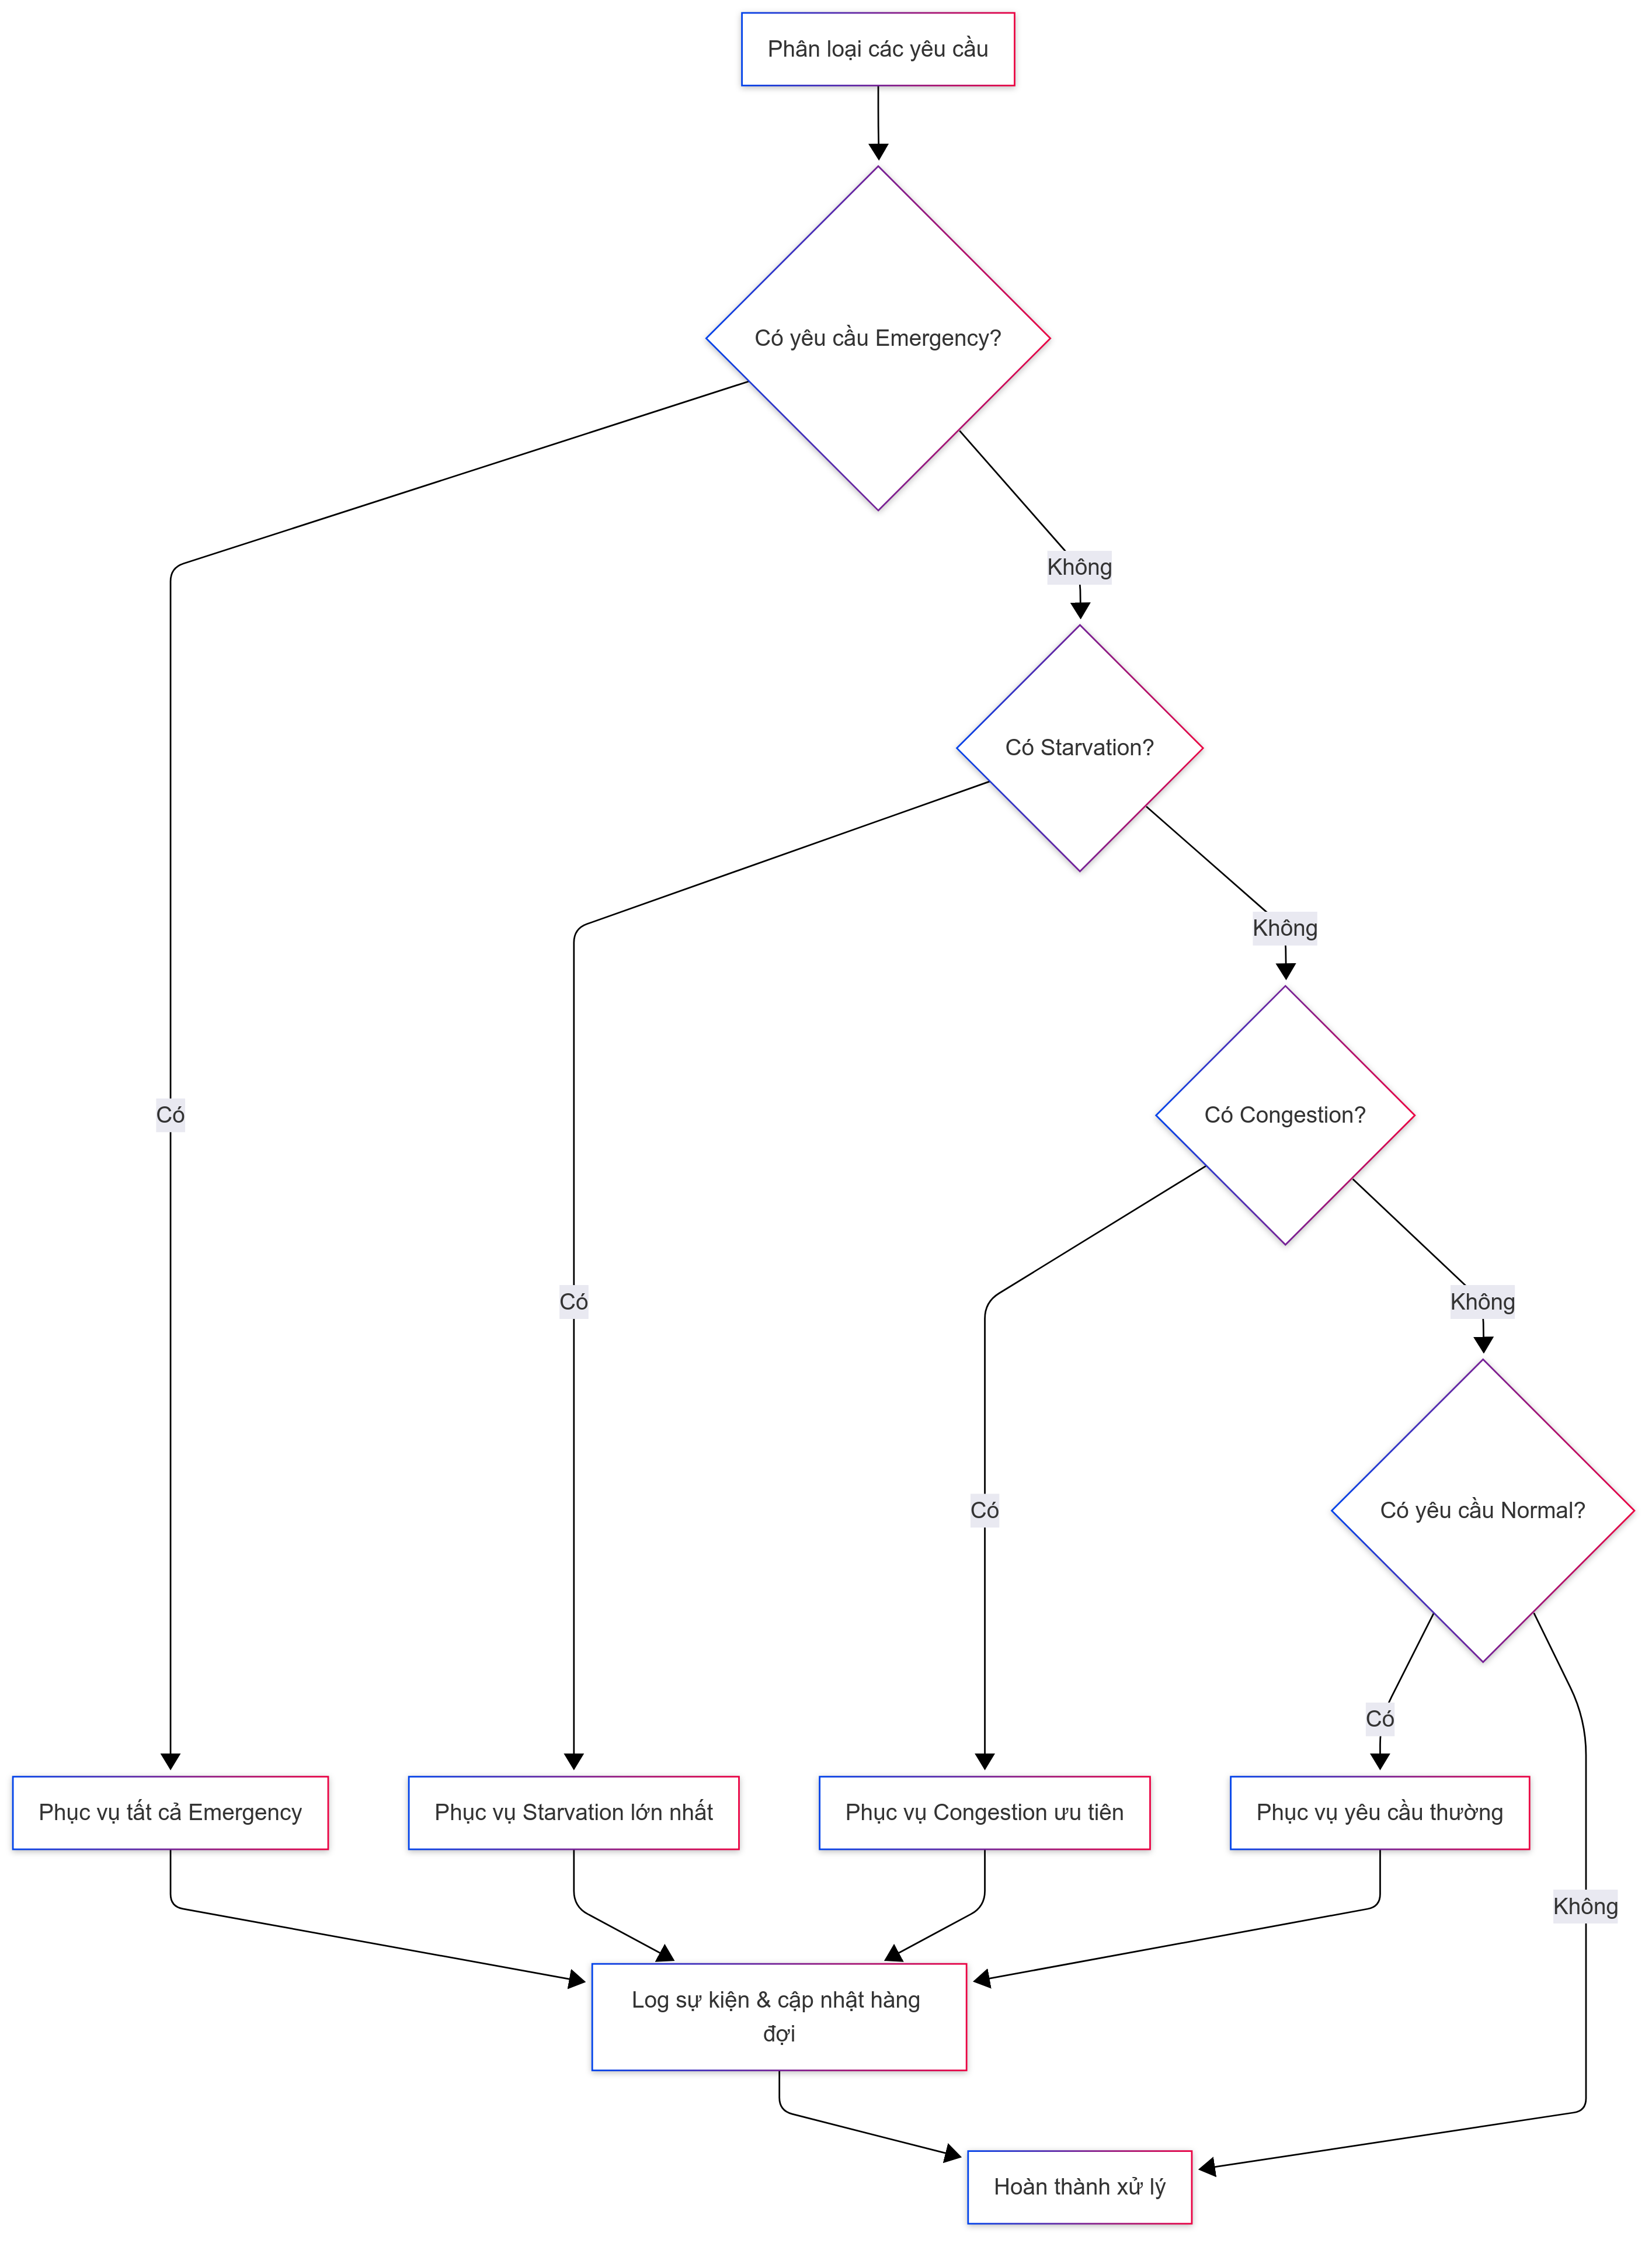 Phân loại các yêu cầu
Có yêu cầu Emergency?
Không
Có Starvation?
Không
Có Congestion?
Có
Có
Không
Có
Có yêu cầu Normal?
Có
Phục vụ tất cả Emergency
Phục vụ Starvation lớn nhất
Phục vụ Congestion ưu tiên
Phục vụ yêu cầu thường
Không
Log sự kiện & cập nhật hàng
đợi
Hoàn thành xử lý